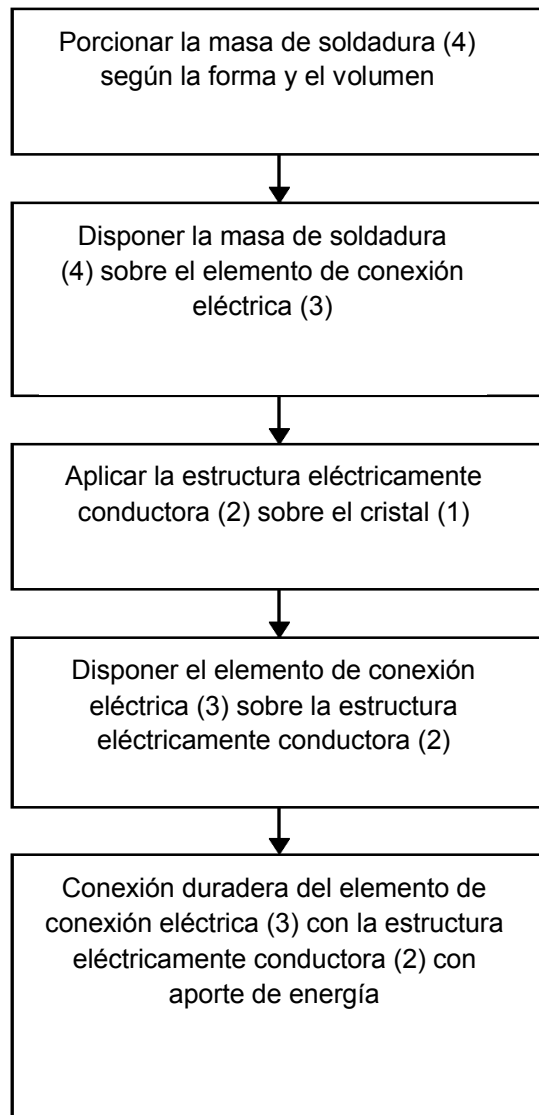 Porcionar la masa de soldadura (4)
según la forma y el volumen
Disponer la masa de soldadura
(4) sobre el elemento de conexión
eléctrica (3)
Aplicar la estructura eléctricamente
conductora (2) sobre el cristal (1)
Disponer el elemento de conexión
eléctrica (3) sobre la estructura
eléctricamente conductora (2)
Conexión duradera del elemento de
conexión eléctrica (3) con la estructura
eléctricamente conductora (2) con
aporte de energía